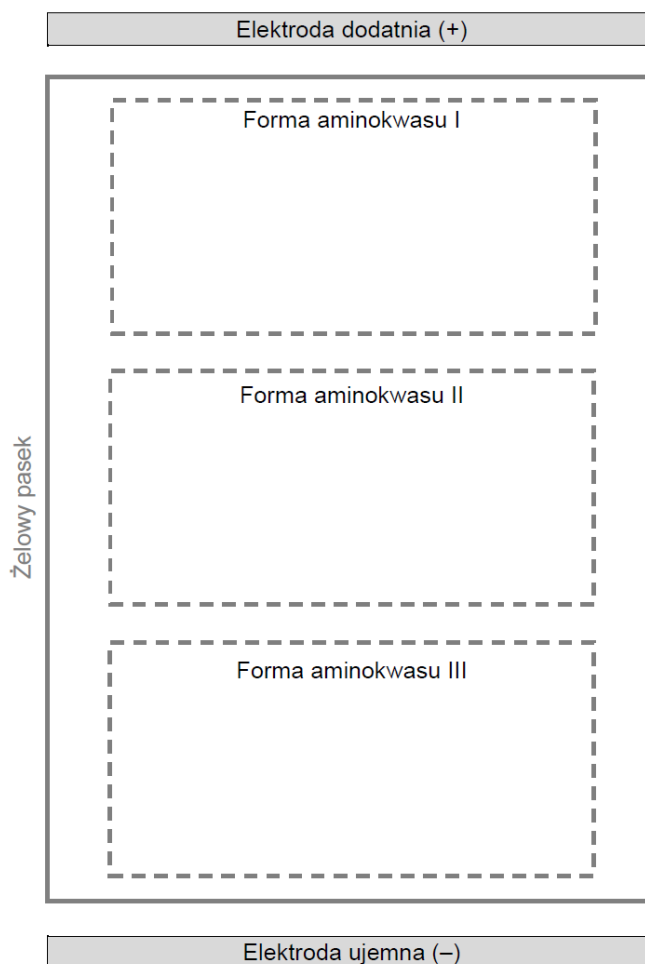 Elektroda dodatnia (+)
Forma aminokwasu I
Forma aminokwasu II
Żelowy pasek
Forma aminokwasu III
Elektroda ujemna (–)